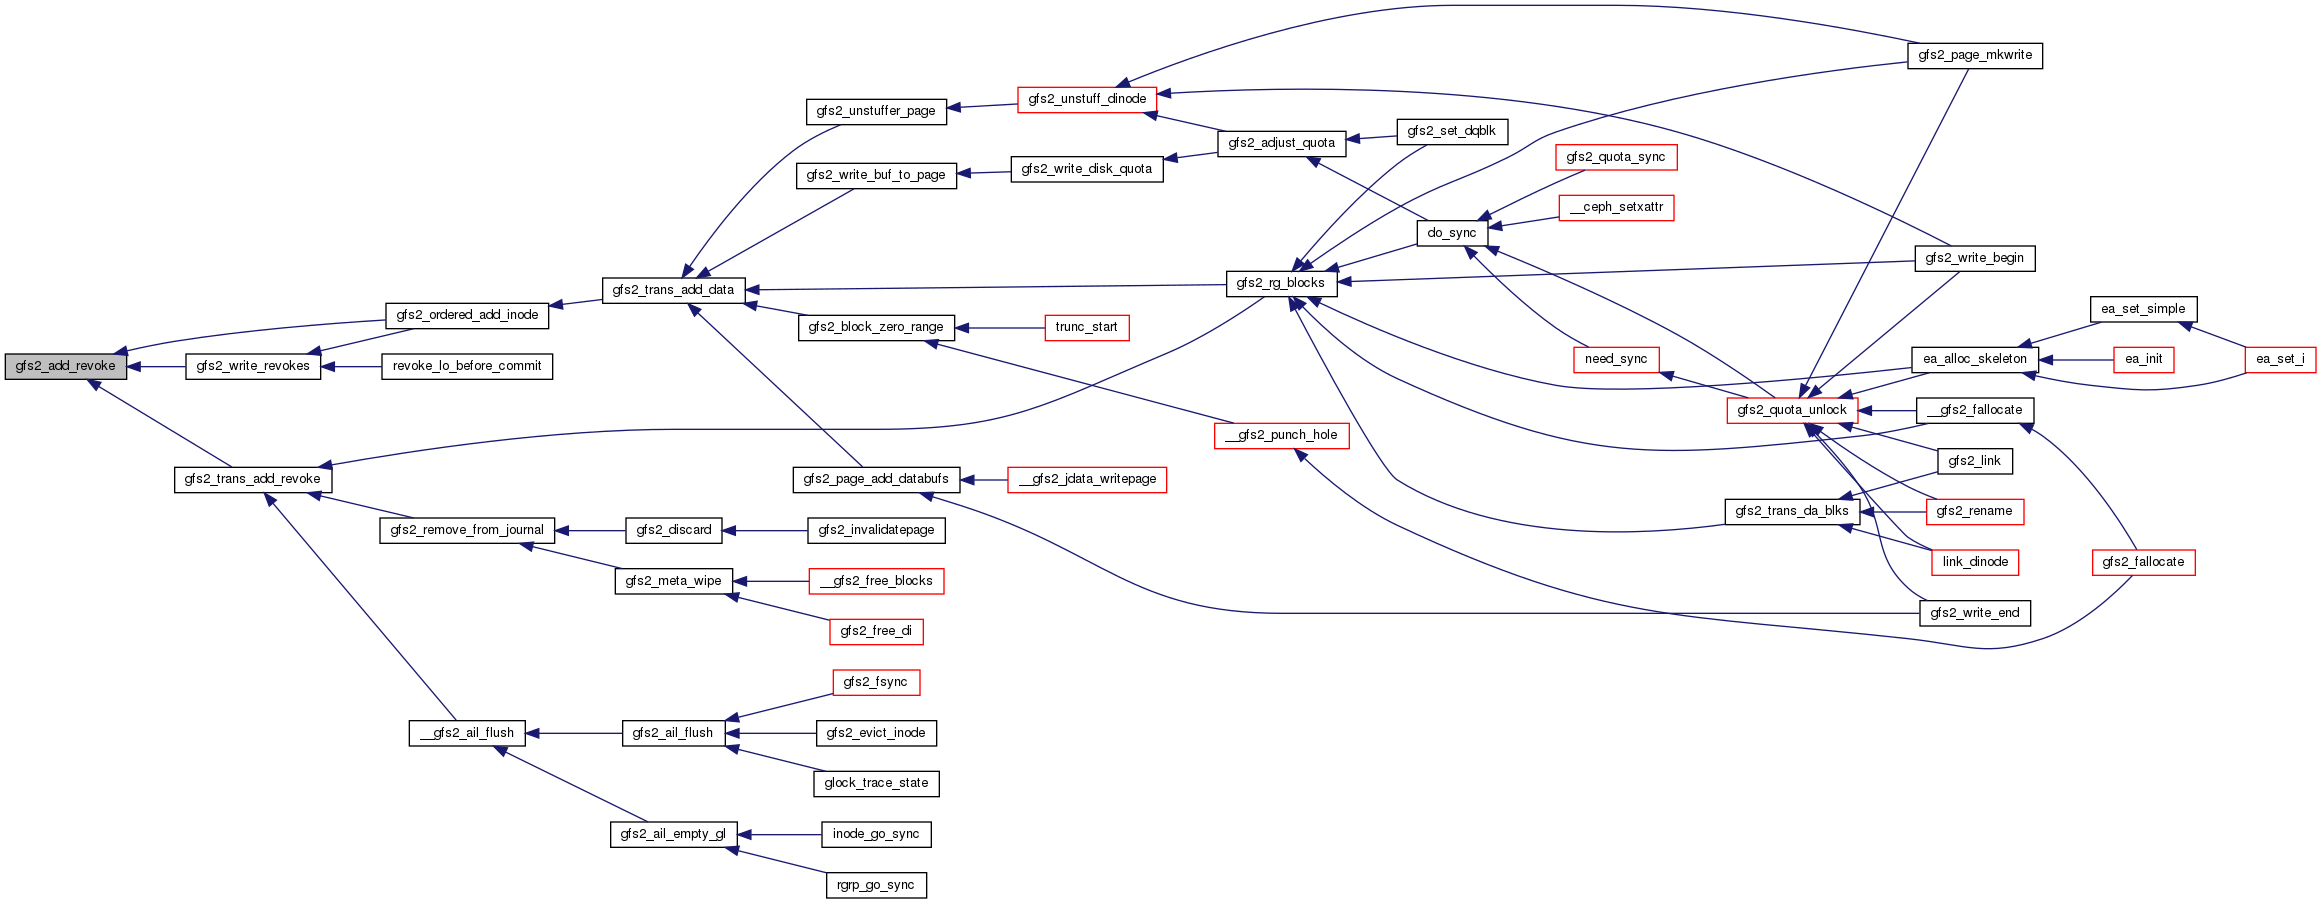 gfs2_page_mkwrite
gfs2_unstuff_dinode
gfs2_unstuffer_page
gfs2_set_dqblk
gfs2_adjust_quota
gfs2_quota_sync
gfs2_write_disk_quota
gfs2_write_buf_to_page
__ceph_setxattr
do_sync
gfs2_write_begin
gfs2_rg_blocks
gfs2_trans_add_data
ea_set_simple
gfs2_ordered_add_inode
gfs2_block_zero_range
trunc_start
need_sync
ea_alloc_skeleton
ea_init
ea_set_i
gfs2_add_revoke
gfs2_write_revokes
revoke_lo_before_commit
gfs2_quota_unlock
__gfs2_fallocate
__gfs2_punch_hole
gfs2_link
gfs2_trans_add_revoke
gfs2_page_add_databufs
__gfs2_jdata_writepage
gfs2_trans_da_blks
gfs2_rename
gfs2_remove_from_journal
gfs2_discard
gfs2_invalidatepage
link_dinode
gfs2_fallocate
gfs2_meta_wipe
__gfs2_free_blocks
gfs2_write_end
gfs2_free_di
gfs2_fsync
__gfs2_ail_flush
gfs2_ail_flush
gfs2_evict_inode
glock_trace_state
gfs2_ail_empty_gl
inode_go_sync
rgrp_go_sync